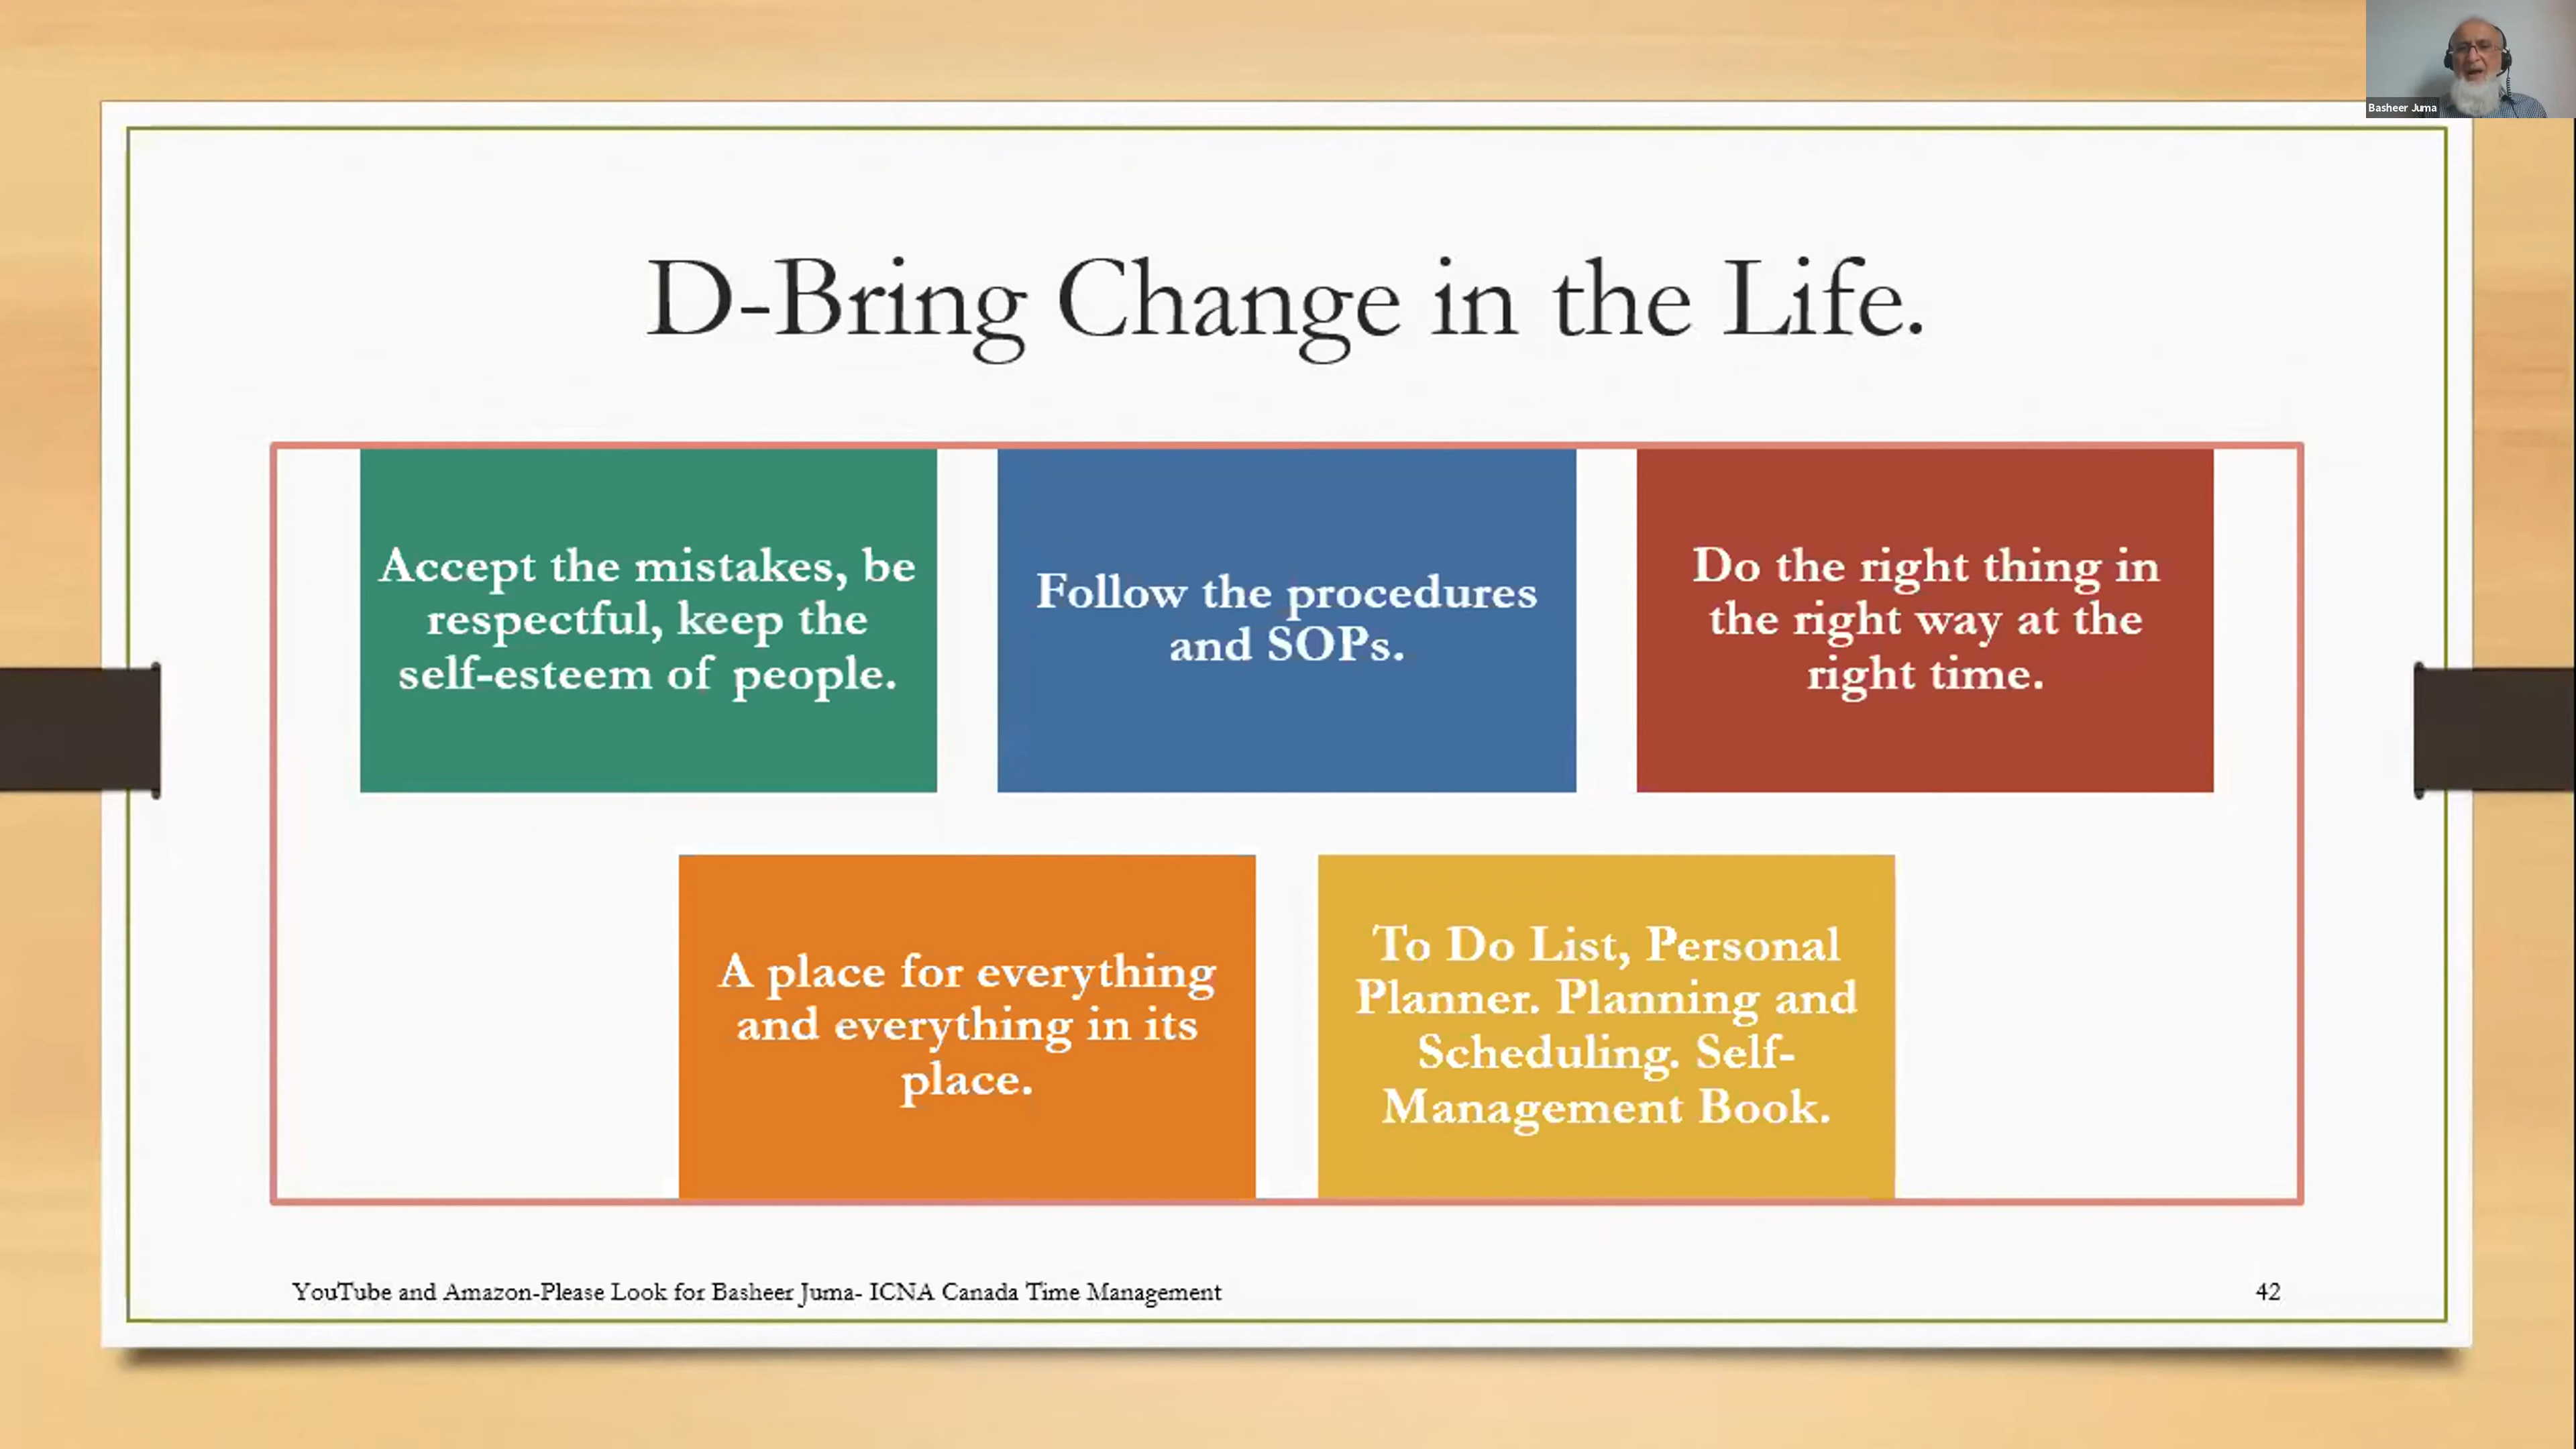 Basheer Juma
D-Bring Change in the Life.
Accept the mistakes, be
respectful, keep the
self-esteem of people.
Follow the procedures
and SOPs.
Do the right thing in
the right way at the
right time.
A place for everything
and everything in its
place.
To Do List, Personal
Planner. Planning and
Scheduling. Self-
Management Book.
YouTube and Amazon-Please Look for Basheer Juma- ICNA Canada Time Management
42